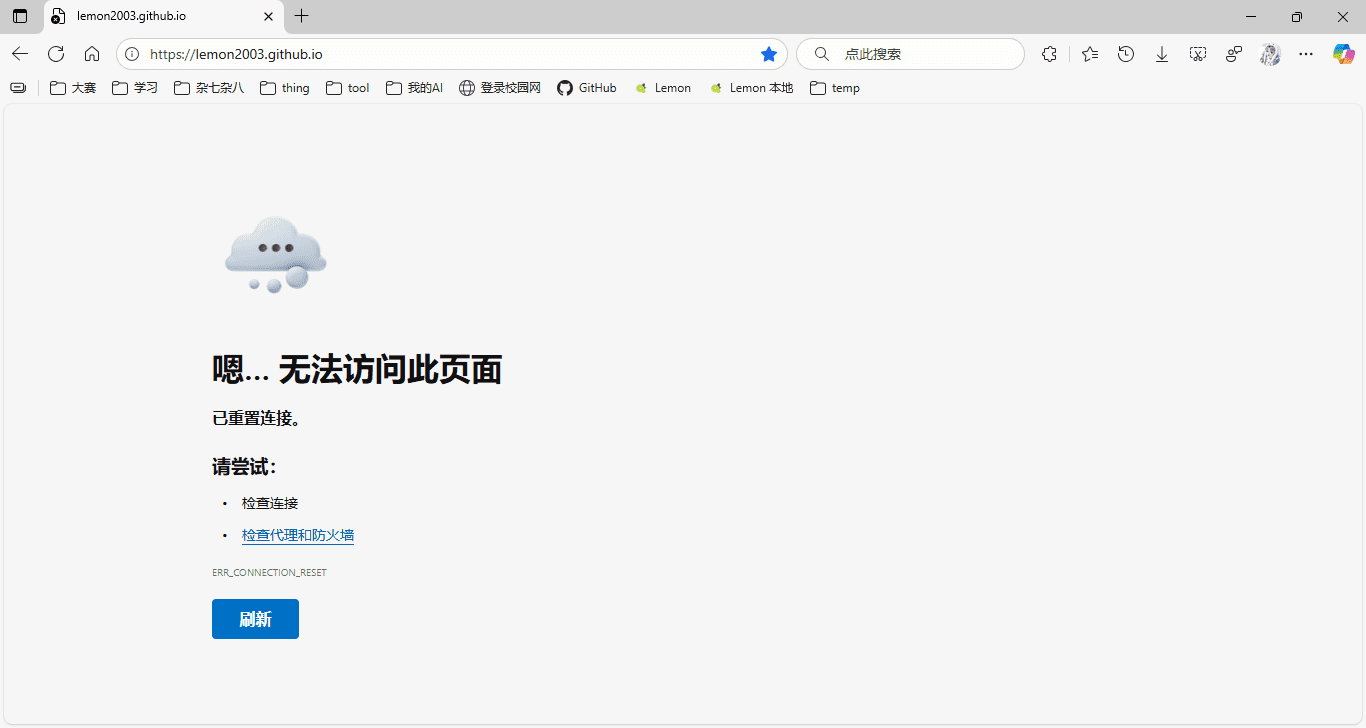 lemon2003.github.io
https://lemon2003.github.io
点此搜索
大赛 学习 杂七杂八 thing tool 我的AI 登录校园网 GitHub Lemon Lemon 本地 temp
嗯... 无法访问此页面
已重置连接。
请尝试：
• 检查连接
• 检查代理和防火墙
ERR_CONNECTION_RESET
刷新